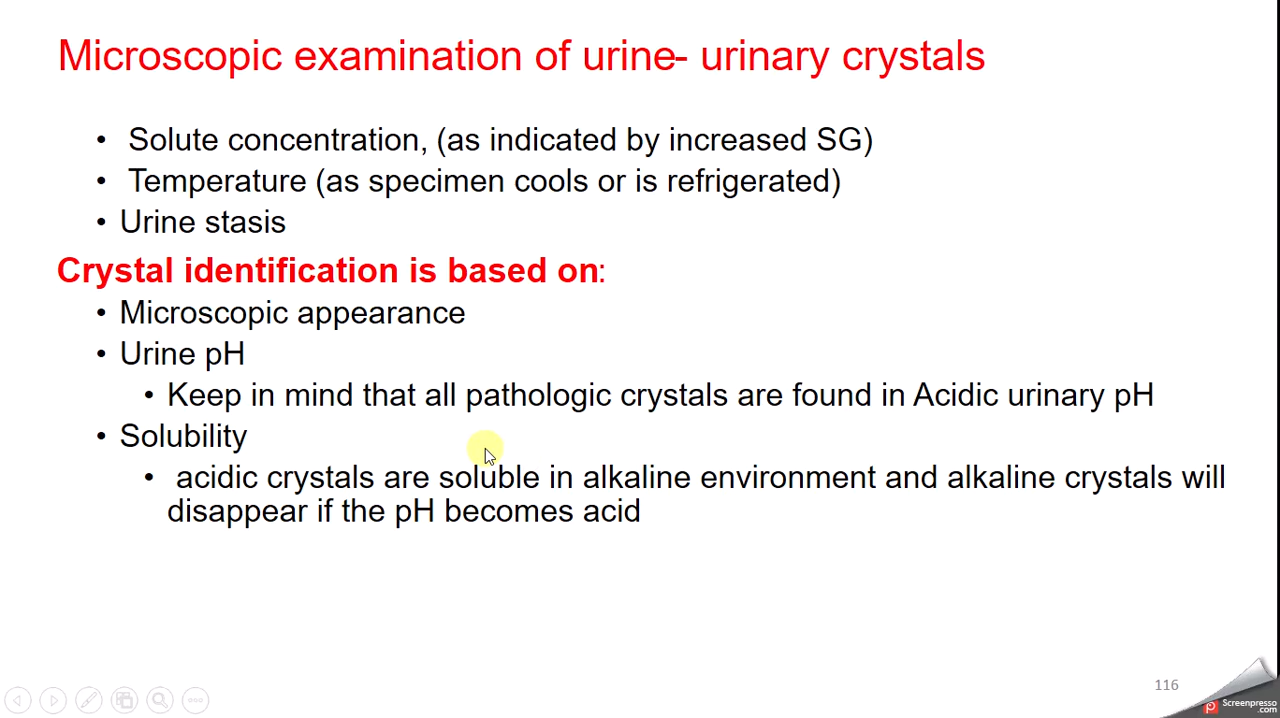 Microscopic examination of urine- urinary crystals
• Solute concentration, (as indicated by increased SG)
• Temperature (as specimen cools or is refrigerated)
• Urine stasis
Crystal identification is based on:
• Microscopic appearance
• Urine pH
• Keep in mind that all pathologic crystals are found in Acidic urinary pH
• Solubility
• acidic crystals are soluble in alkaline environment and alkaline crystals will
disappear if the pH becomes acid
116
Screenpresso
.com